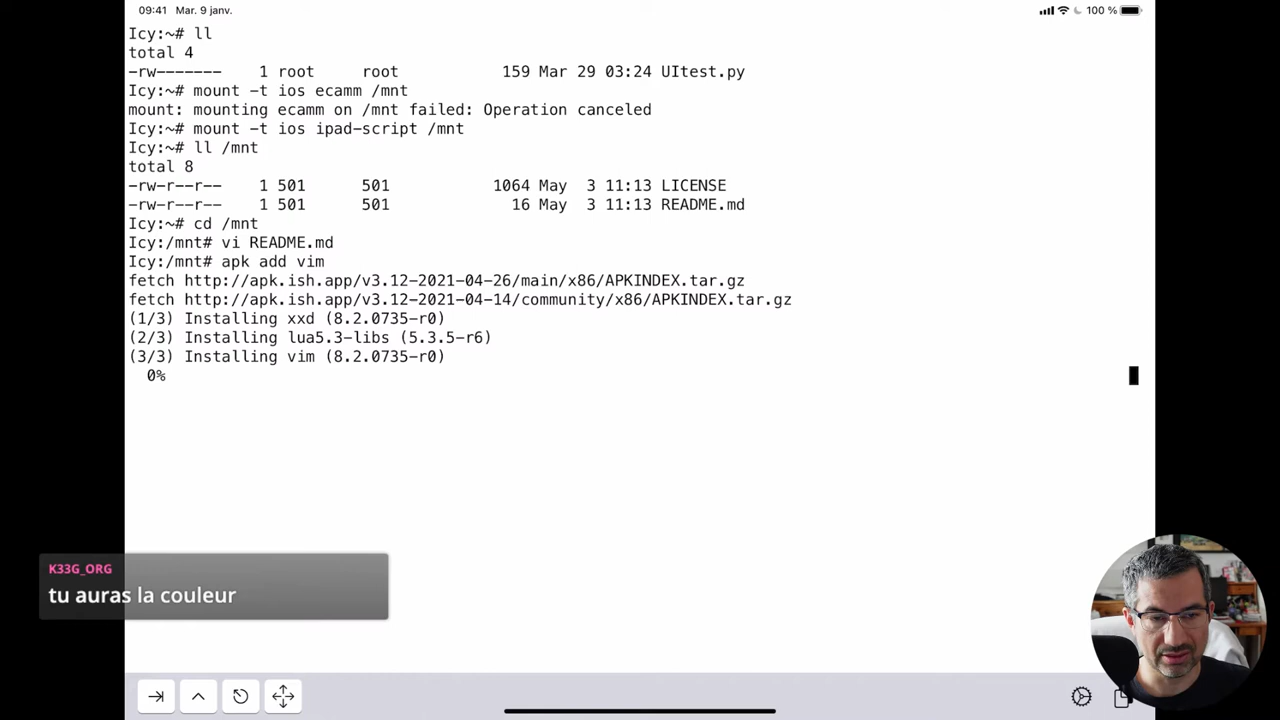 09:41 Mar. 9 janv. 100 %
Icy:~# ll
total 4
-rw------- 1 root root 159 Mar 29 03:24 UItest.py
Icy:~# mount -t ios ecamm /mnt
mount: mounting ecamm on /mnt failed: Operation canceled
Icy:~# mount -t ios ipad-script /mnt
Icy:~# ll /mnt
total 8
-rw-r--r-- 1 501 501 1064 May 3 11:13 LICENSE
-rw-r--r-- 1 501 501 16 May 3 11:13 README.md
Icy:~# cd /mnt
Icy:/mnt# vi README.md
Icy:/mnt# apk add vim
fetch http://apk.ish.app/v3.12-2021-04-26/main/x86/APKINDEX.tar.gz
fetch http://apk.ish.app/v3.12-2021-04-14/community/x86/APKINDEX.tar.gz
(1/3) Installing xxd (8.2.0735-r0)
(2/3) Installing lua5.3-libs (5.3.5-r6)
(3/3) Installing vim (8.2.0735-r0)
0%
K33G_ORG
tu auras la couleur